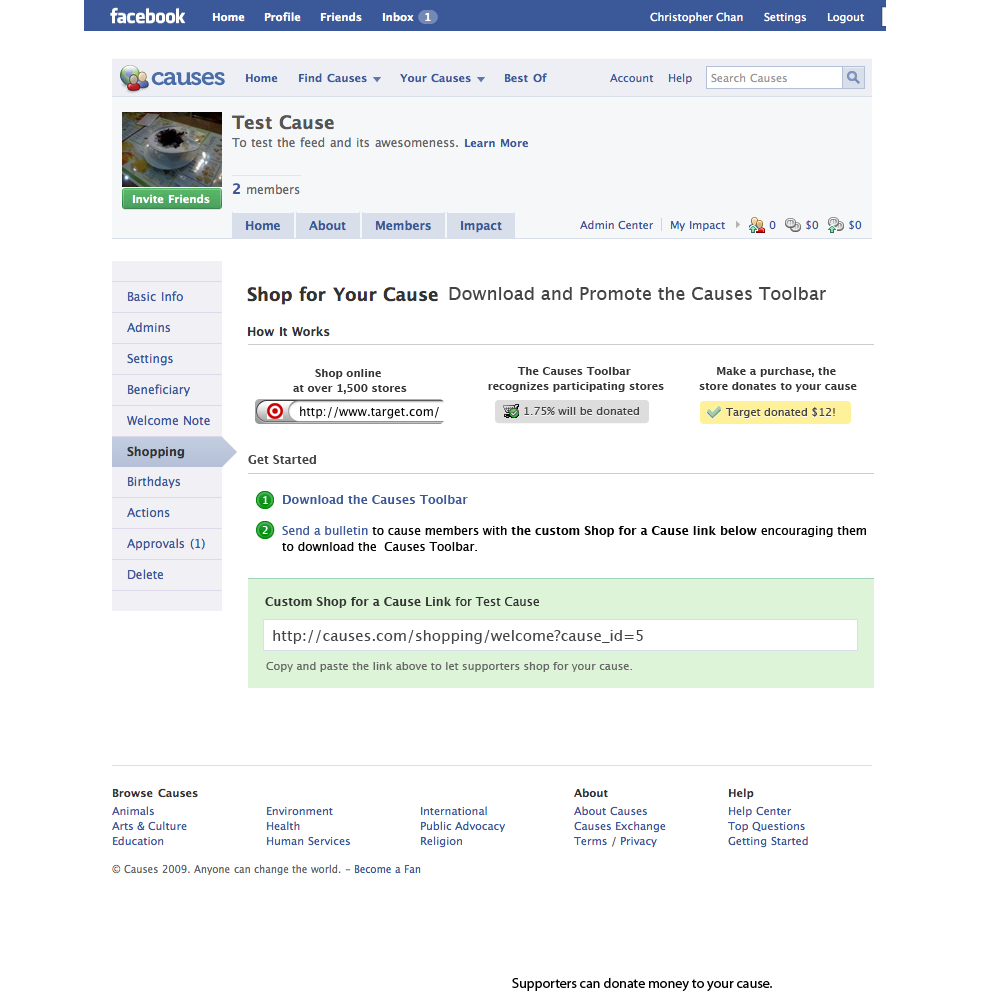 facebook Home Profile Friends Inbox 1 Christopher Chan Settings Logout
causes Home Find Causes Your Causes Best Of Account Help Search Causes
Test Cause
To test the feed and its awesomeness. Learn More
2 members
Invite Friends
Home About Members Impact Admin Center My Impact 0 $0 $0
Basic Info
Admins
Settings
Beneficiary
Welcome Note
Shopping
Birthdays
Actions
Approvals (1)
Delete
Shop for Your Cause Download and Promote the Causes Toolbar
How It Works
Shop online
at over 1,500 stores
http://www.target.com/
The Causes Toolbar
recognizes participating stores
1.75% will be donated
Make a purchase, the
store donates to your cause
Target donated $12!
Get Started
1 Download the Causes Toolbar
2 Send a bulletin to cause members with the custom Shop for a Cause link below encouraging them
to download the Causes Toolbar.
Custom Shop for a Cause Link for Test Cause
http://causes.com/shopping/welcome?cause_id=5
Copy and paste the link above to let supporters shop for your cause.
Browse Causes About Help
Animals Environment International About Causes Help Center
Arts & Culture Health Public Advocacy Causes Exchange Top Questions
Education Human Services Religion Terms / Privacy Getting Started
© Causes 2009. Anyone can change the world. – Become a Fan
Supporters can donate money to your cause.